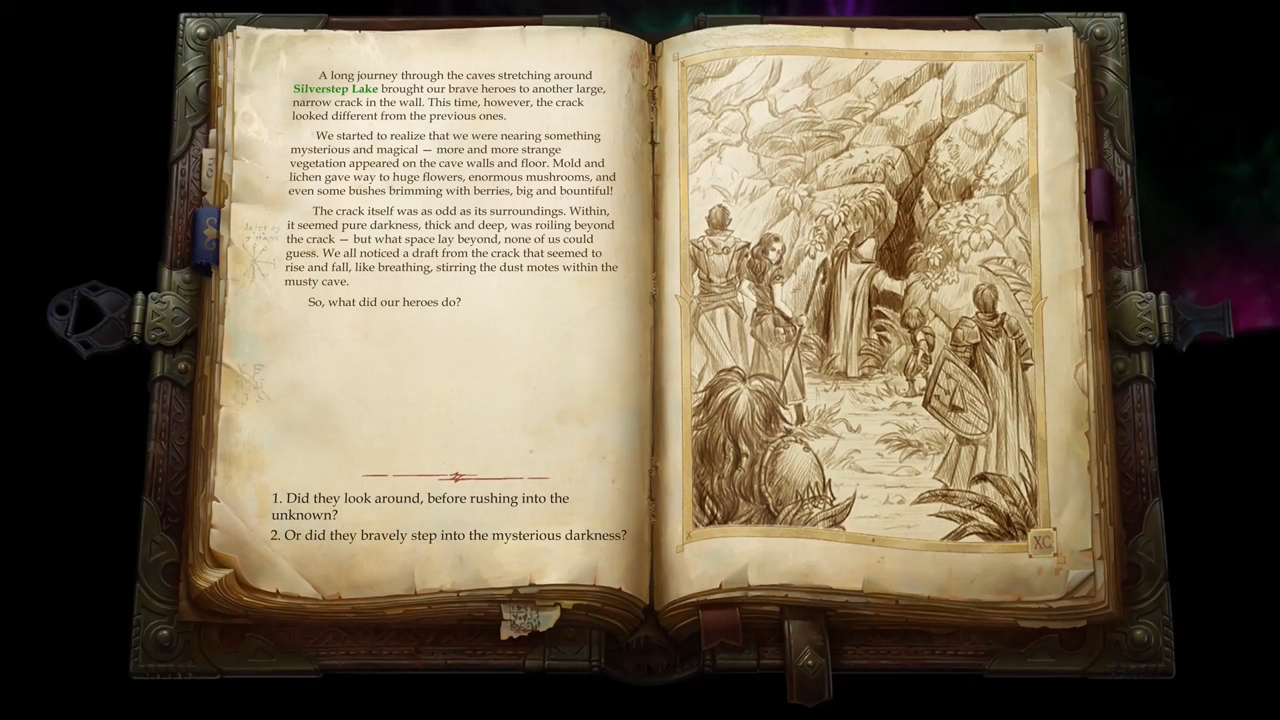 A long journey through the caves stretching around
Silverstep Lake brought our brave heroes to another large,
narrow crack in the wall. This time, however, the crack
looked different from the previous ones.
We started to realize that we were nearing something
mysterious and magical — more and more strange
vegetation appeared on the cave walls and floor. Mold and
lichen gave way to huge flowers, enormous mushrooms, and
even some bushes brimming with berries, big and bountiful!
The crack itself was as odd as its surroundings. Within,
it seemed pure darkness, thick and deep, was roiling beyond
the crack — but what space lay beyond, none of us could
guess. We all noticed a draft from the crack that seemed to
rise and fall, like breathing, stirring the dust motes within the
musty cave.
So, what did our heroes do?
1. Did they look around, before rushing into the
unknown?
2. Or did they bravely step into the mysterious darkness?
XC